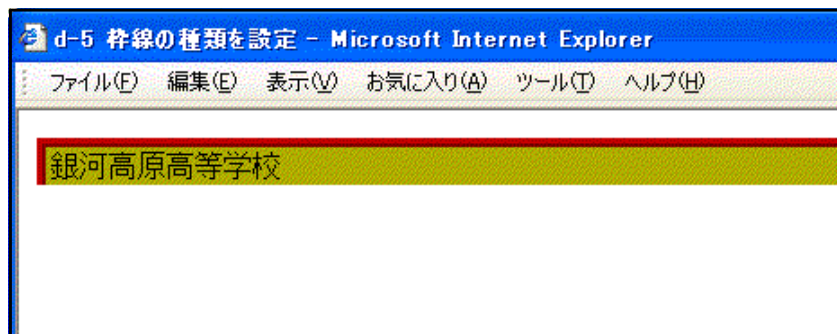 d-5 枠線の種類を設定 - Microsoft Internet Explorer
ファイル(F) 編集(E) 表示(V) お気に入り(A) ツール(T) ヘルプ(H)
銀河高原高等学校